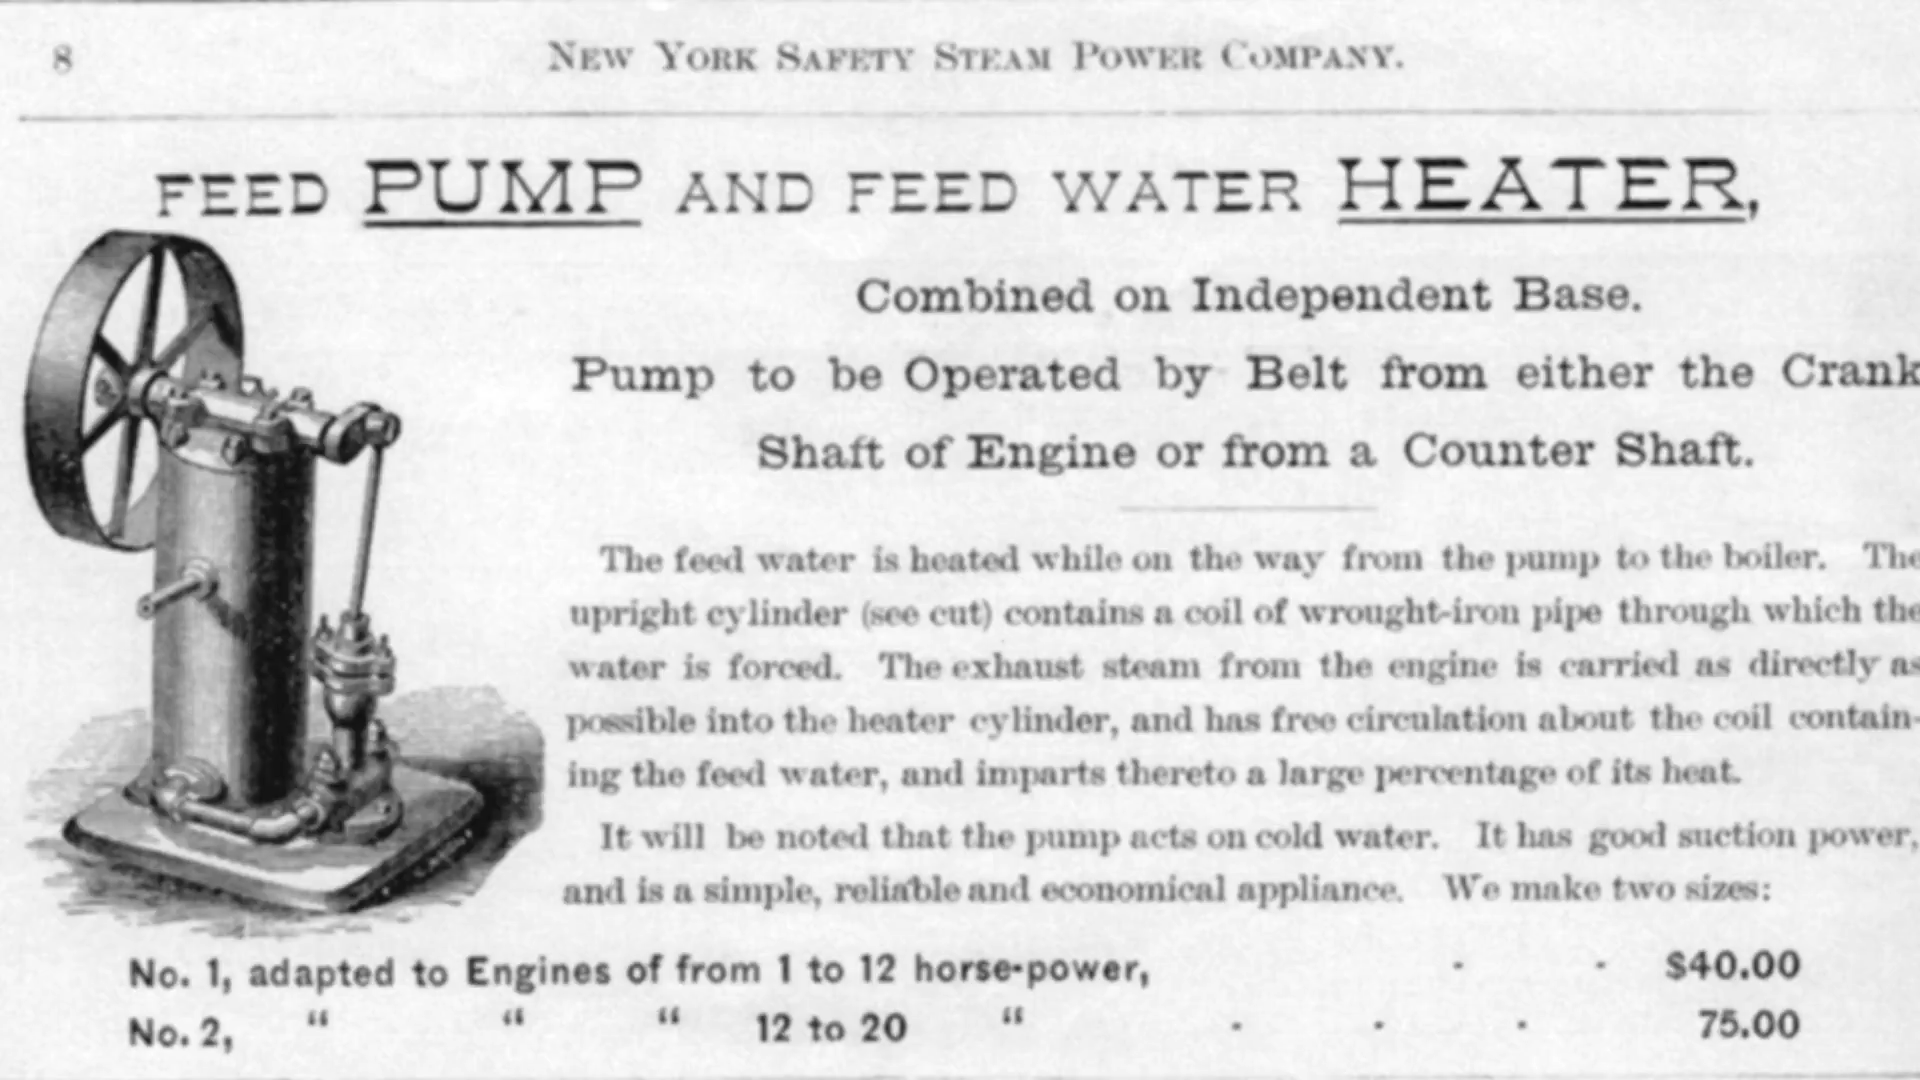 8
NEW YORK SAFETY STEAM POWER COMPANY.
FEED PUMP AND FEED WATER HEATER,
Combined on Independent Base.
Pump to be Operated by Belt from either the Crank
Shaft of Engine or from a Counter Shaft.
The feed water is heated while on the way from the pump to the boiler. The
upright cylinder (see cut) contains a coil of wrought-iron pipe through which the
water is forced. The exhaust steam from the engine is carried as directly as
possible into the heater cylinder, and has free circulation about the coil contain-
ing the feed water, and imparts thereto a large percentage of its heat.
It will be noted that the pump acts on cold water. It has good suction power,
and is a simple, reliable and economical appliance. We make two sizes:
No. 1, adapted to Engines of from 1 to 12 horse-power, - - $40.00
No. 2, “ “ “ 12 to 20 “ - - - 75.00